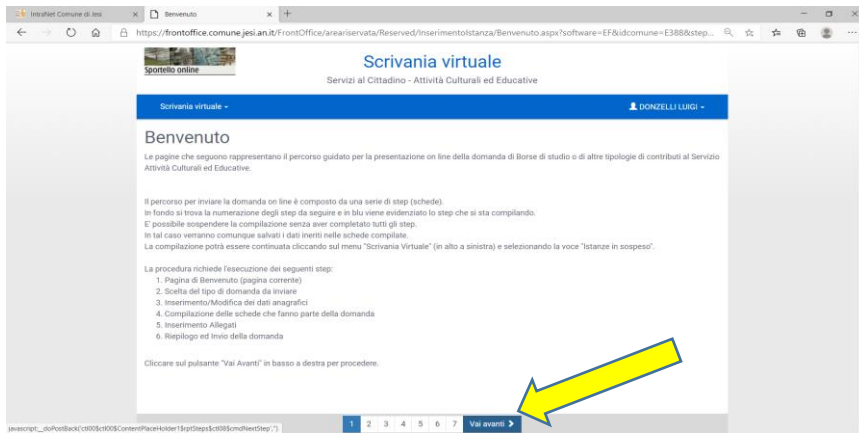 IntraNet Comune di Jesi
Benvenuto
https://frontoffice.comune.jesi.an.it/FrontOffice/areariservata/Reserved/InserimentoIstanza/Benvenuto.aspx?software=EF&idcomune=E388&step...
Sportello online
Scrivania virtuale
Servizi al Cittadino - Attività Culturali ed Educative
Scrivania virtuale
DONZELLI LUIGI
Benvenuto
Le pagine che seguono rappresentano il percorso guidato per la presentazione on line della domanda di Borse di studio o di altre tipologie di contributi al Servizio
Attività Culturali ed Educative.
Il percorso per inviare la domanda on line è composto da una serie di step (schede).
In fondo si trova la numerazione degli step da seguire e in blu viene evidenziato lo step che si sta compilando.
E' possibile sospendere la compilazione senza aver completato tutti gli step.
In tal caso verranno comunque salvati i dati ineriti nelle schede compilate.
La compilazione potrà essere continuata cliccando sul menu "Scrivania Virtuale" (in alto a sinistra) e selezionando la voce "Istanze in sospeso".
La procedura richiede l'esecuzione dei seguenti step:
1. Pagina di Benvenuto (pagina corrente)
2. Scelta del tipo di domanda da inviare
3. Inserimento/Modifica dei dati anagrafici
4. Compilazione delle schede che fanno parte della domanda
5. Inserimento Allegati
6. Riepilogo ed Invio della domanda
Cliccare sul pulsante "Vai Avanti" in basso a destra per procedere.
1 2 3 4 5 6 7 Vai avanti
javascript:__doPostBack('ctl00$ctl00$ContentPlaceHolder1$rptSteps$ctl08$cmdNextStep','')